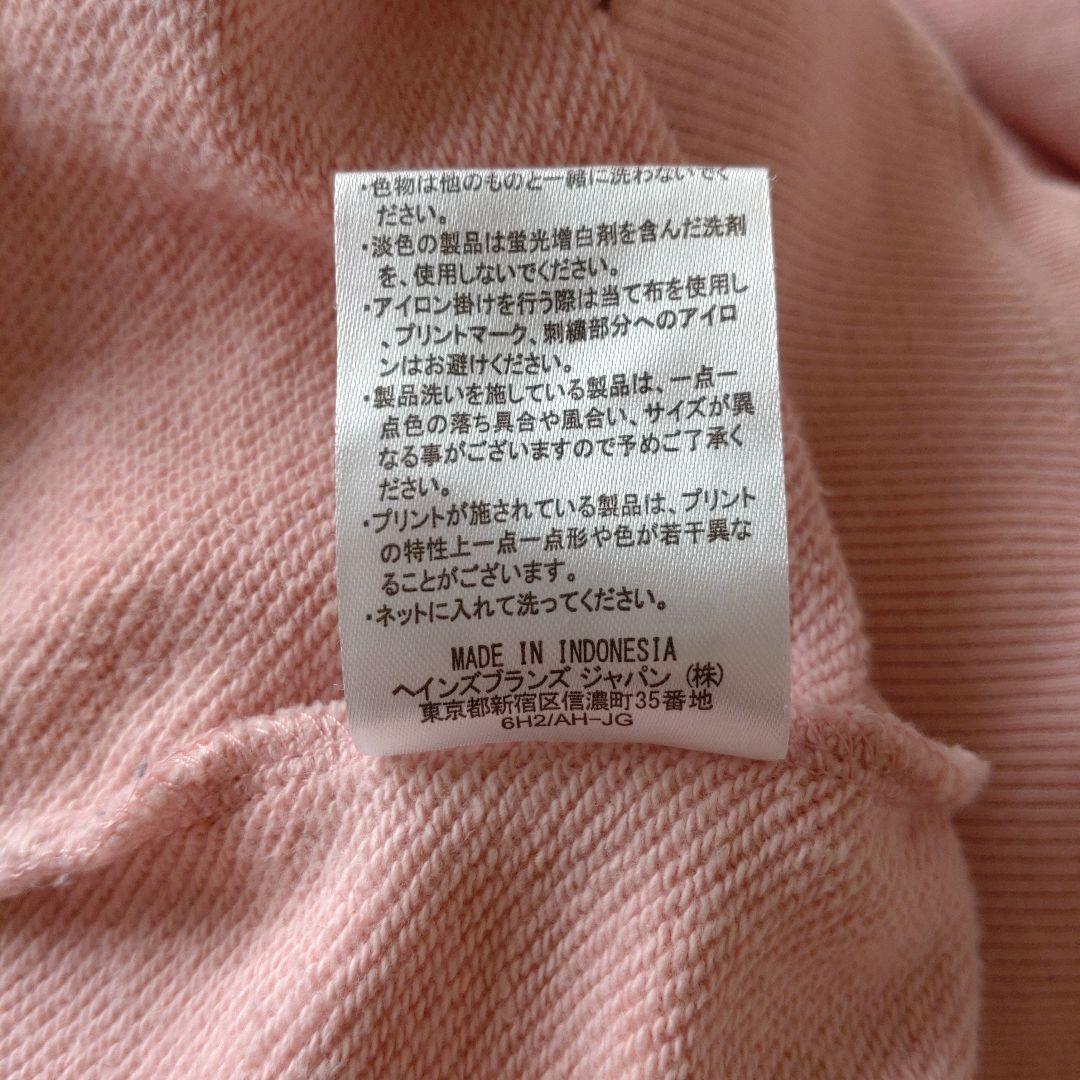 ・色物は他のものと一緒に洗わないでく
ださい。
・淡色の製品は蛍光増白剤を含んだ洗剤
を、使用しないでください。
・アイロン掛けを行う際は当て布を使用し
、プリントマーク、刺繍部分へのアイロ
ンはお避けください。
・製品洗いを施している製品は、一点一
点色の落ち具合や風合い、サイズが異
なる事がございますので予めご了承く
ださい。
・プリントが施されている製品は、プリント
の特性上一点一点形や色が若干異な
ることがございます。
・ネットに入れて洗ってください。
MADE IN INDONESIA
ヘインズブランズ ジャパン (株)
東京都新宿区信濃町35番地
6H2/AH-JG